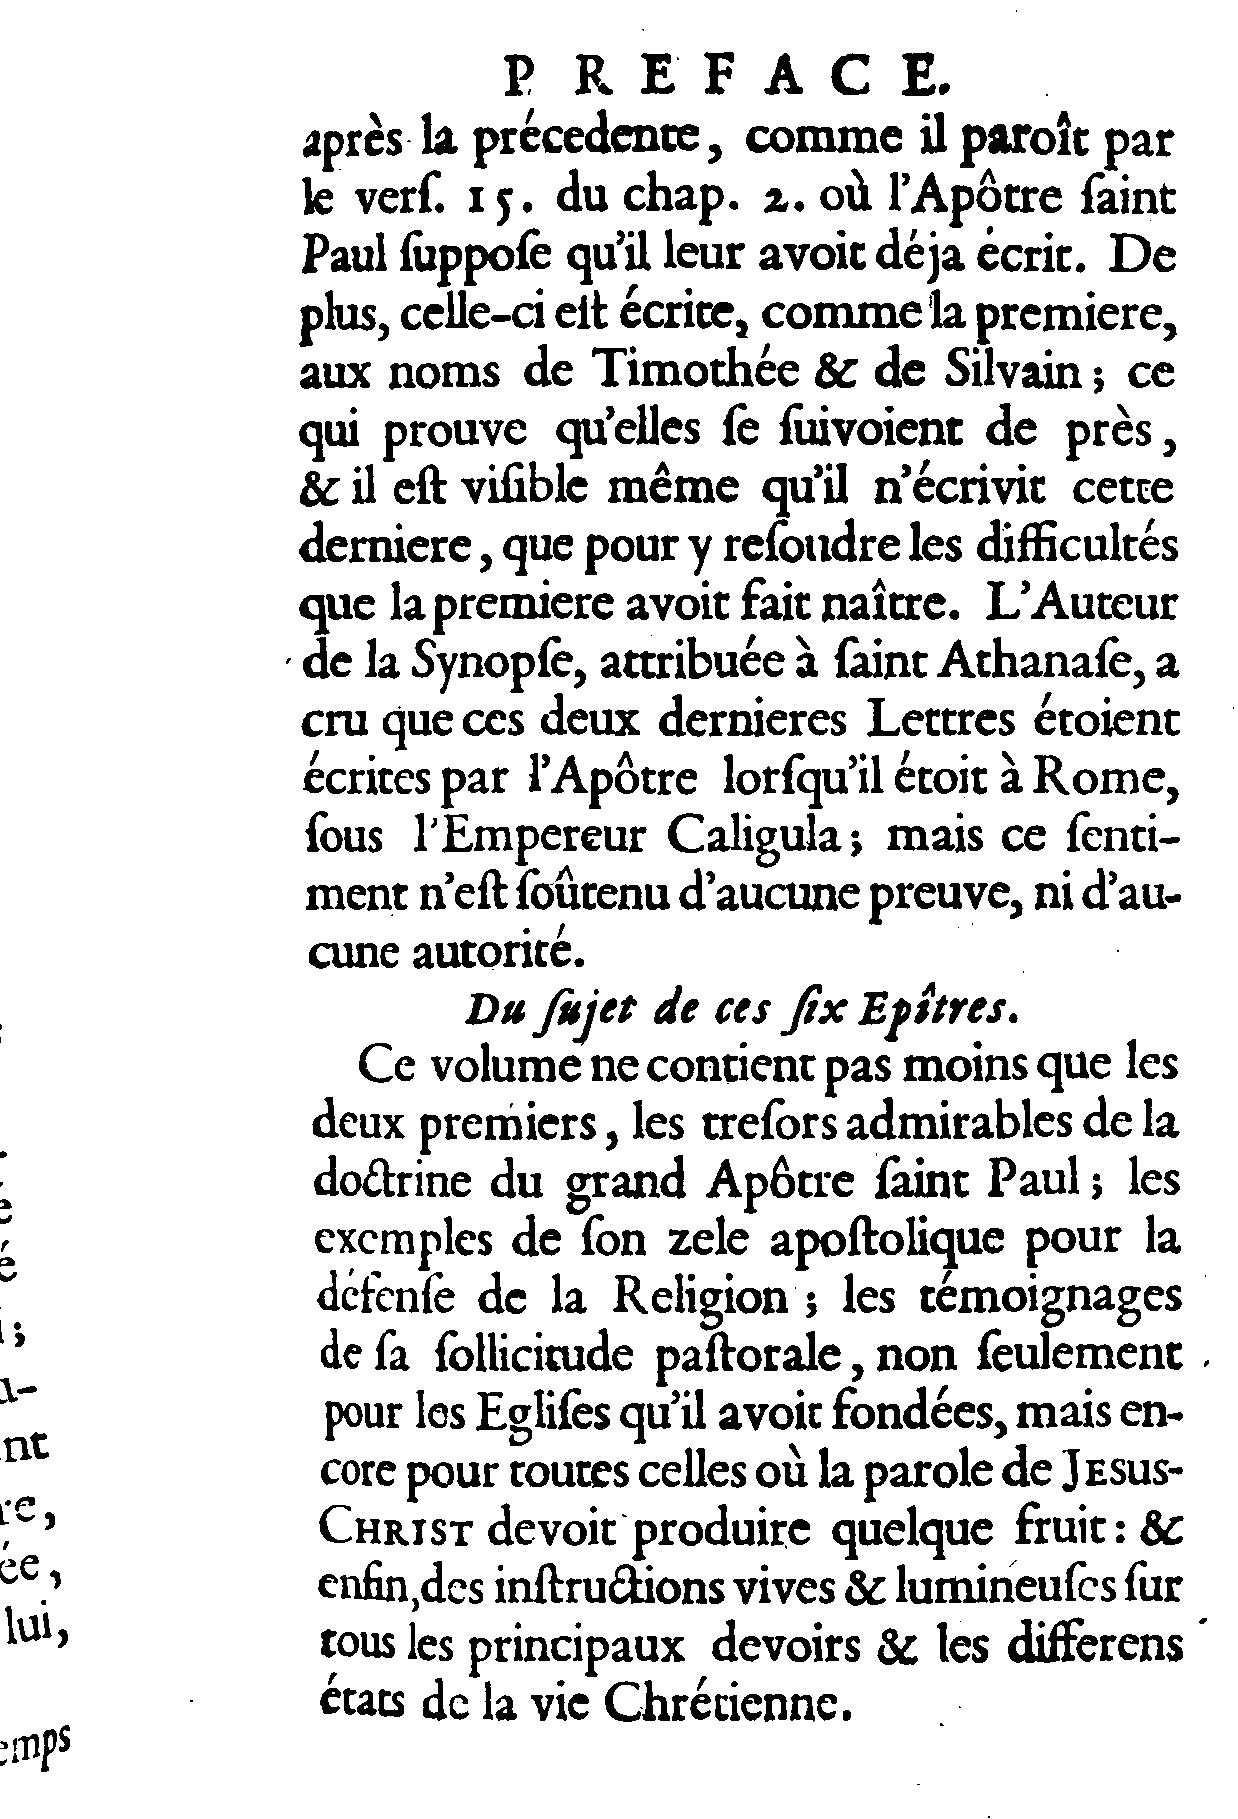 PREFACE.
après la précedente, comme il paroît par
le verſ. 15. du chap. 2. où l'Apôtre ſaint
Paul ſuppoſe qu'il leur avoit déja écrit. De
plus, celle-ci eſt écrite, comme la premiere,
aux noms de Timothée & de Silvain ; ce
qui prouve qu'elles ſe ſuivoient de près,
& il eſt viſible même qu'il n'écrivit cette
derniere, que pour y reſoudre les difficultés
que la premiere avoit fait naître. L'Auteur
de la Synopſe, attribuée à ſaint Athanaſe, a
cru que ces deux dernieres Lettres étoient
écrites par l'Apôtre lorſqu'il étoit à Rome,
ſous l'Empereur Caligula ; mais ce ſenti-
ment n'eſt ſoûtenu d'aucune preuve, ni d'au-
cune autorité.
Du ſujet de ces ſix Epîtres.
Ce volume ne contient pas moins que les
deux premiers, les treſors admirables de la
doctrine du grand Apôtre ſaint Paul ; les
exemples de ſon zele apoſtolique pour la
défenſe de la Religion ; les témoignages
de ſa ſollicitude paſtorale, non ſeulement
pour les Egliſes qu'il avoit fondées, mais en-
core pour toutes celles où la parole de JESUS-
CHRIST devoit produire quelque fruit : &
enfin, des inſtructions vives & lumineuſes ſur
tous les principaux devoirs & les differens
états de la vie Chrétienne.
lui,